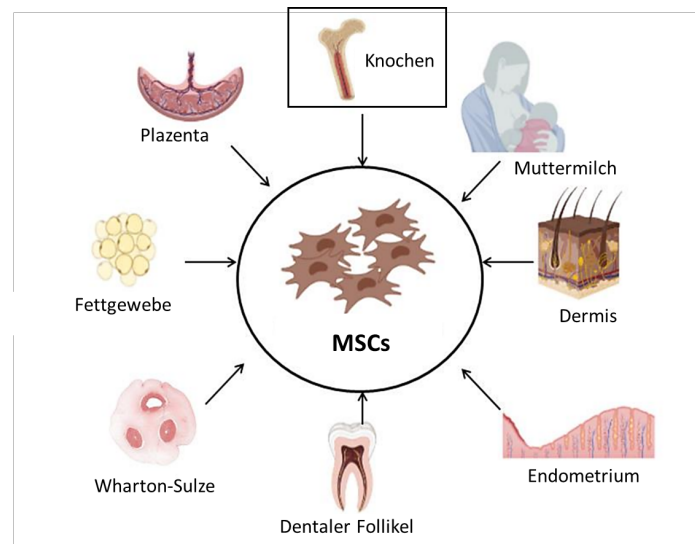 Knochen
Plazenta
Muttermilch
Fettgewebe
Dermis
MSCs
Wharton-Sulze
Endometrium
Dentaler Follikel